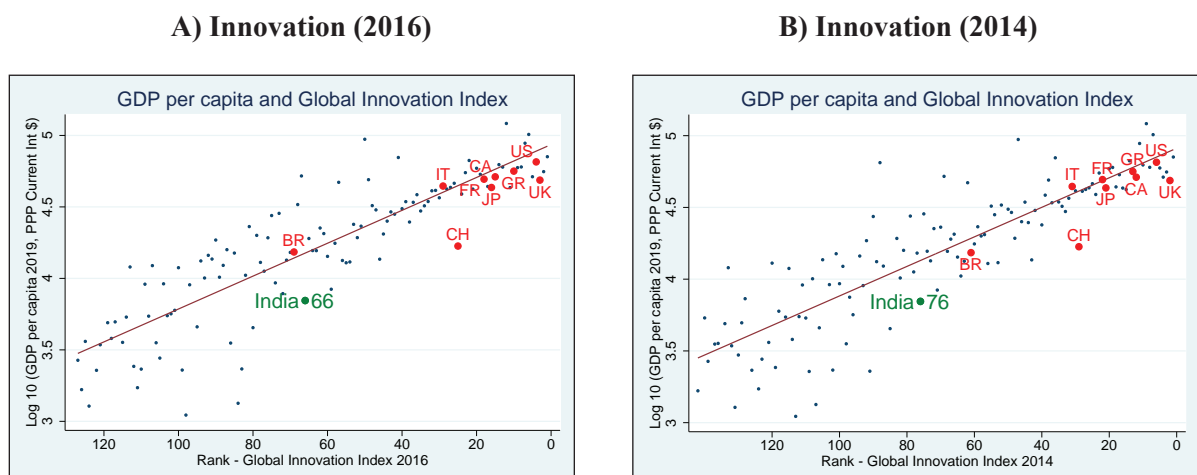 A) Innovation (2016)
GDP per capita and Global Innovation Index
Log 10 (GDP per capita 2019, PPP Current Int $)
5
4.5
4
3.5
3
US
CA
IT
FR
GR
JP
UK
CH
BR
India 66
120 100 80 60 40 20 0
Rank - Global Innovation Index 2016
B) Innovation (2014)
GDP per capita and Global Innovation Index
Log 10 (GDP per capita 2019, PPP Current Int $)
5
4.5
4
3.5
3
US
GR
FR
IT
CA
JP
UK
CH
BR
India 76
120 100 80 60 40 20 0
Rank - Global Innovation Index 2014